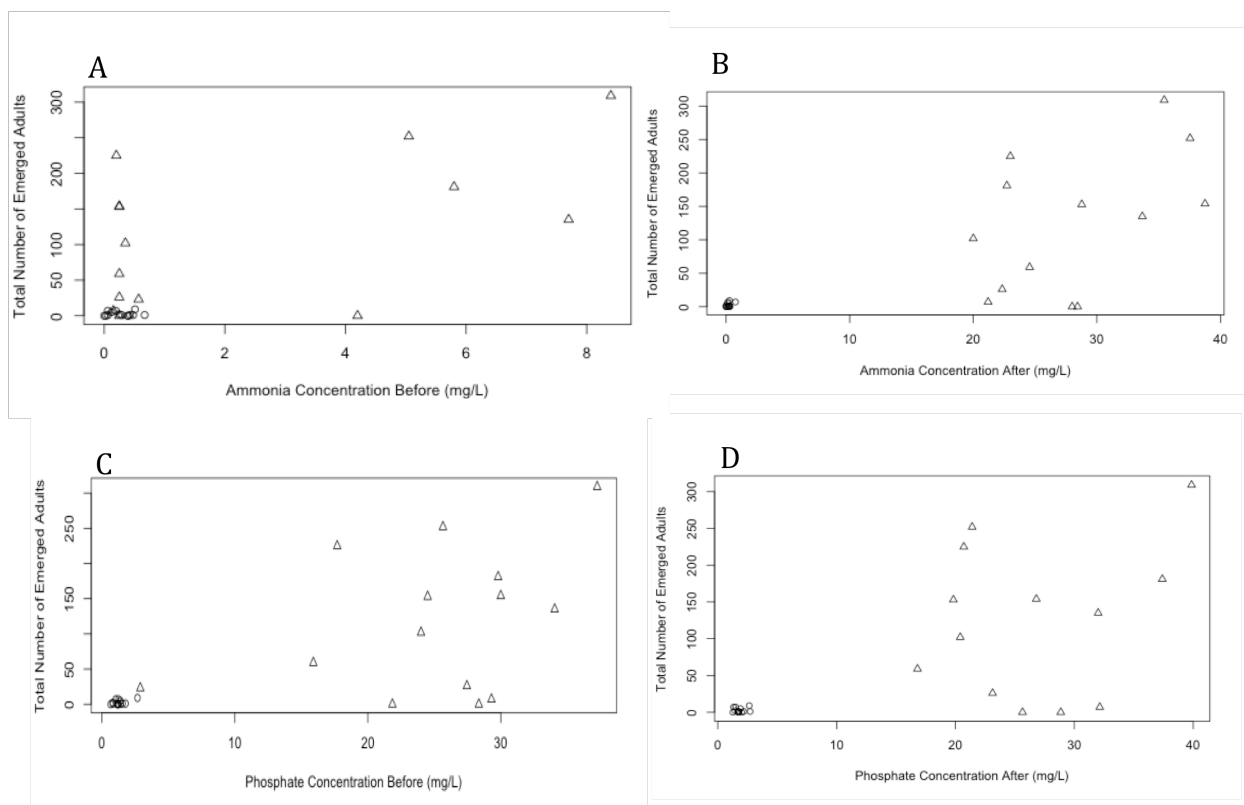 A
Total Number of Emerged Adults
300
200
100
50
0
0 2 4 6 8
Ammonia Concentration Before (mg/L)
B
Total Number of Emerged Adults
300
250
200
150
100
50
0
0 10 20 30 40
Ammonia Concentration After (mg/L)
C
Total Number of Emerged Adults
250
150
50
0
0 10 20 30
Phosphate Concentration Before (mg/L)
D
Total Number of Emerged Adults
300
250
200
150
100
50
0
0 10 20 30 40
Phosphate Concentration After (mg/L)